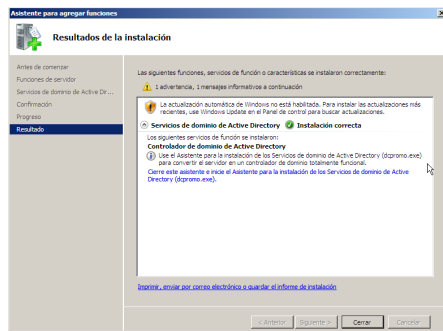 Asistente para agregar funciones
Resultados de la instalación
Antes de comenzar
Funciones de servidor
Servicios de dominio de Active Dir...
Confirmación
Progreso
Resultado
Las siguientes funciones, servicios de función o características se instalaron correctamente:
1 advertencia, 1 mensajes informativos a continuación
La actualización automática de Windows no está habilitada. Para instalar las actualizaciones más
recientes, use Windows Update en el Panel de control para buscar actualizaciones.
Servicios de dominio de Active Directory Instalación correcta
Los siguientes servicios de función se instalaron:
Controlador de dominio de Active Directory
Use el Asistente para la instalación de los Servicios de dominio de Active Directory (dcpromo.exe)
para convertir el servidor en un controlador de dominio totalmente funcional.
Cierre este asistente e inicie el Asistente para la instalación de los Servicios de dominio de Active
Directory (dcpromo.exe).
Imprimir, enviar por correo electrónico o guardar el informe de instalación
< Anterior Siguiente > Cerrar Cancelar